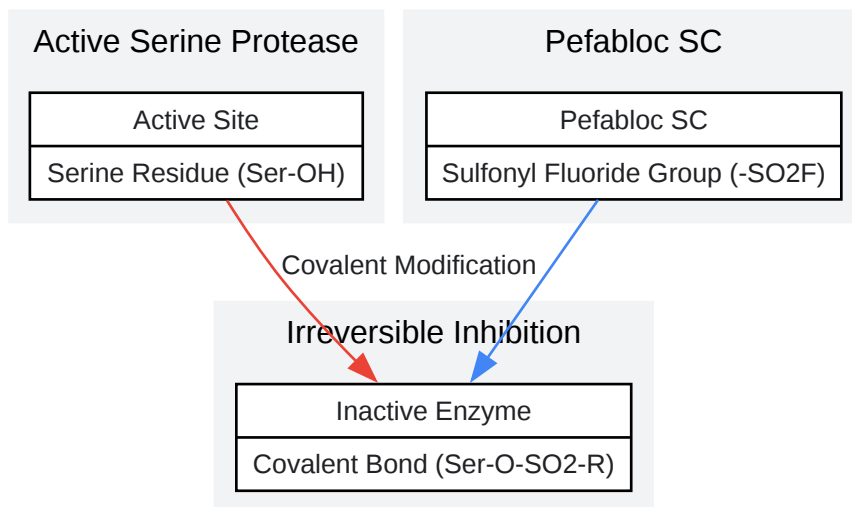 Active Serine Protease
Active Site
Serine Residue (Ser-OH)
Pefabloc SC
Pefabloc SC
Sulfonyl Fluoride Group (-SO2F)
Covalent Modification
Irreversible Inhibition
Inactive Enzyme
Covalent Bond (Ser-O-SO2-R)